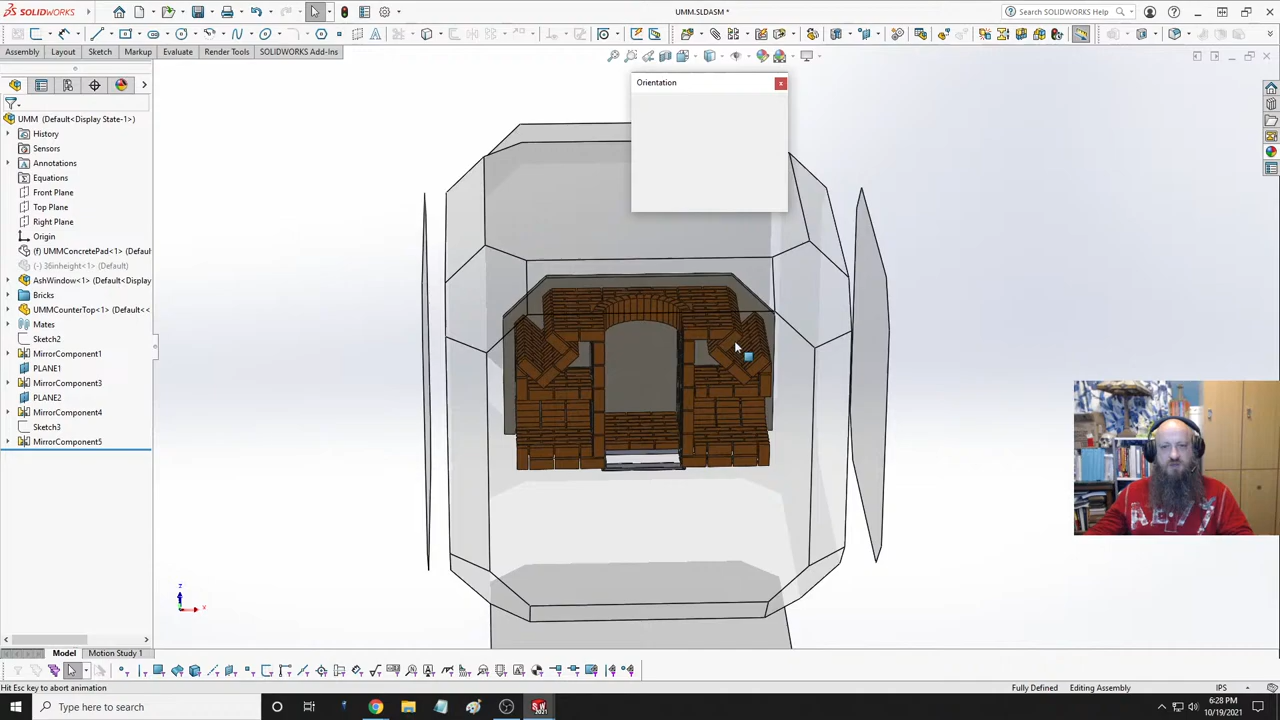 SOLIDWORKS
UMM.SLDASM *
Search SOLIDWORKS Help
Assembly
Layout
Sketch
Markup
Evaluate
Render Tools
SOLIDWORKS Add-Ins
Orientation
UMM (Default<Display State-1>)
History
Sensors
Annotations
Equations
Front Plane
Top Plane
Right Plane
Origin
(f) UMMConcretePad<1> (Defaul
(-) 36inheight<1> (Default)
AshWindow<1> (Default<Display
Bricks
UMMCounterTop<1> (Default<<
Mates
Sketch2
MirrorComponent1
PLANE1
MirrorComponent3
PLANE2
MirrorComponent4
Sketch3
MirrorComponent5
z
x
Model
Motion Study 1
Hit Esc key to abort animation
Fully Defined
Editing Assembly
IPS
Type here to search
6:28 PM
10/19/2021